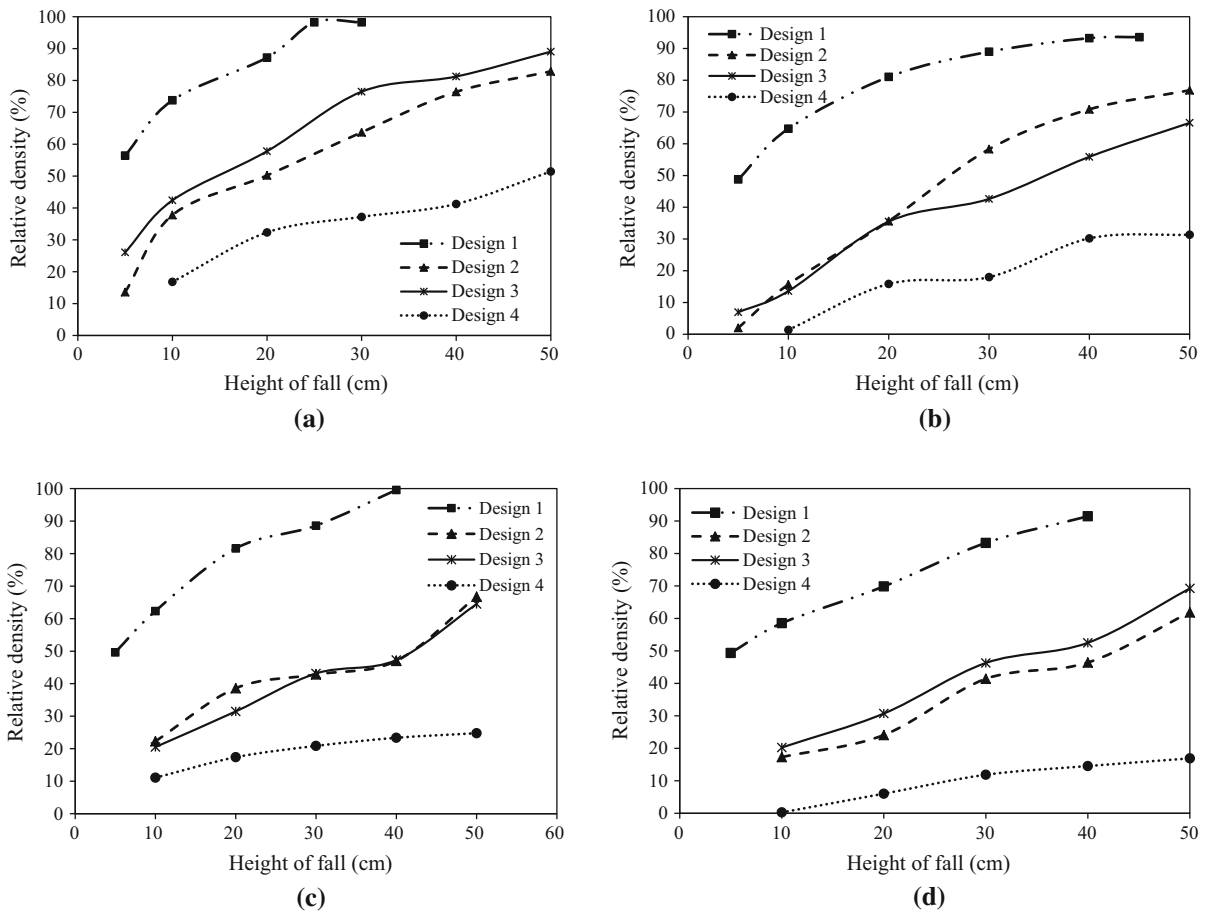 100
90
80
70
60
50
40
30
20
10
0
Relative density (%)
Design 1
Design 2
Design 3
Design 4
0 10 20 30 40 50
Height of fall (cm)
(a)
100
90
80
70
60
50
40
30
20
10
0
Relative density (%)
Design 1
Design 2
Design 3
Design 4
0 10 20 30 40 50
Height of fall (cm)
(b)
100
90
80
70
60
50
40
30
20
10
0
Relative density (%)
Design 1
Design 2
Design 3
Design 4
0 10 20 30 40 50 60
Height of fall (cm)
(c)
100
90
80
70
60
50
40
30
20
10
0
Relative density (%)
Design 1
Design 2
Design 3
Design 4
0 10 20 30 40 50
Height of fall (cm)
(d)